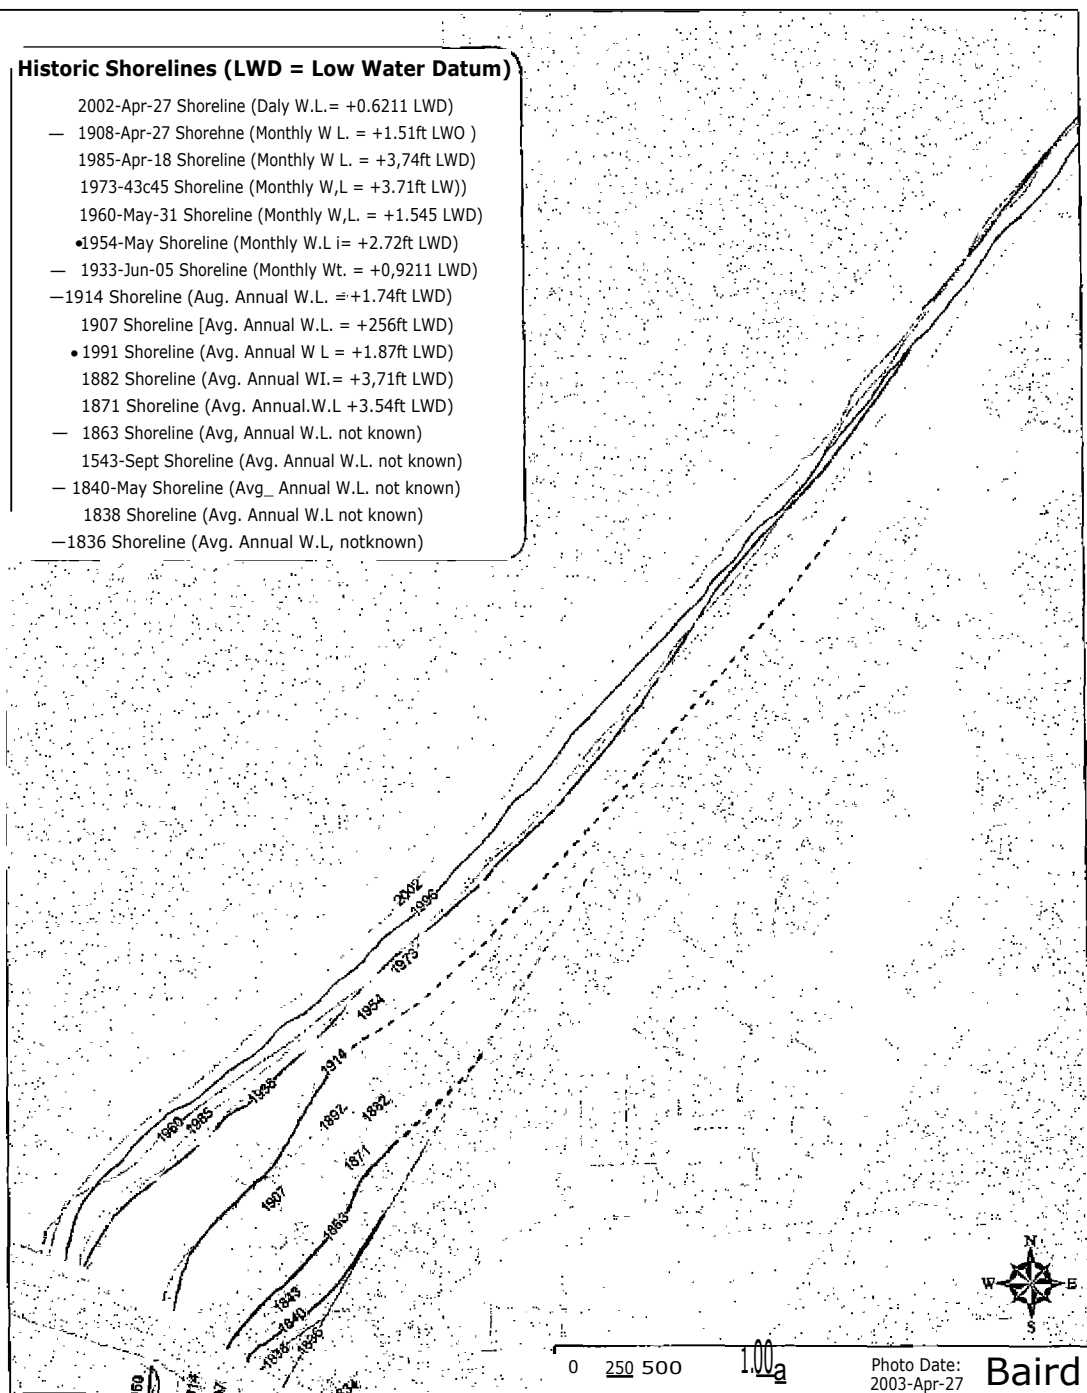 Historic Shorelines (LWD = Low Water Datum)
2002-Apr-27 Shoreline (Daly W.L.= +0.6211 LWD)
— 1908-Apr-27 Shorehne (Monthly W L. = +1.51ft LWO )
1985-Apr-18 Shoreline (Monthly W L. = +3,74ft LWD)
1973-43c45 Shoreline (Monthly W,L = +3.71ft LW))
1960-May-31 Shoreline (Monthly W,L. = +1.545 LWD)
•1954-May Shoreline (Monthly W.L i= +2.72ft LWD)
— 1933-Jun-05 Shoreline (Monthly Wt. = +0,9211 LWD)
—1914 Shoreline (Aug. Annual W.L. = +1.74ft LWD)
1907 Shoreline [Avg. Annual W.L. = +256ft LWD)
• 1991 Shoreline (Avg. Annual W L = +1.87ft LWD)
1882 Shoreline (Avg. Annual WI.= +3,71ft LWD)
1871 Shoreline (Avg. Annual.W.L +3.54ft LWD)
— 1863 Shoreline (Avg, Annual W.L. not known)
1543-Sept Shoreline (Avg. Annual W.L. not known)
— 1840-May Shoreline (Avg_ Annual W.L. not known)
1838 Shoreline (Avg. Annual W.L not known)
—1836 Shoreline (Avg. Annual W.L, notknown)
2002
1996
1973
1954
1914
1938
1960
1985
1892
1882
1871
1907
1853
1843
1840
1838
1836
N
W
E
S
0 250 500 1.00a
Photo Date:
2003-Apr-27
Baird